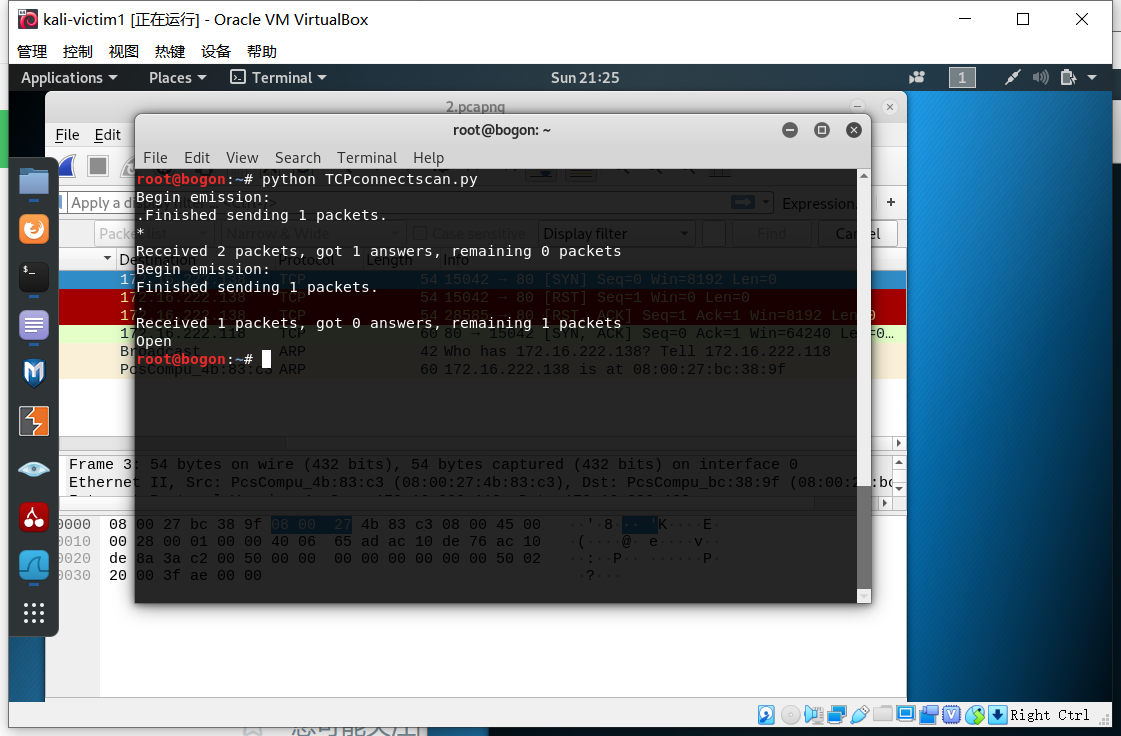 kali-victim1 [正在运行] - Oracle VM VirtualBox
管理 控制 视图 热键 设备 帮助
Applications Places Terminal Sun 21:25 1
2.pcapng
root@bogon: ~
File Edit
File Edit View Search Terminal Help
root@bogon:~# python TCPconnectscan.py
Begin emission:
Apply a Expression. +
.Finished sending 1 packets.
Narrow & Wide Case sensitive Display filter Find Cancel
*
Received 2 packets, got 1 answers, remaining 0 packets
Destination Protocol Length Info
Begin emission:
TCP 54 15042 → 80 [SYN] Seq=0 Win=8192 Len=0
Finished sending 1 packets.
172.16.222.138 TCP 54 15042 → 80 [RST] Seq=1 Win=0 Len=0
.
172.16.222.138 TCP 54 28585 → 80 [RST, ACK] Seq=1 Ack=1 Win=8192 Len=0
Received 1 packets, got 0 answers, remaining 1 packets
172.16.222.118 TCP 60 80 → 15042 [SYN, ACK] Seq=0 Ack=1 Win=64240 Len=0…
Open
Broadcast ARP 42 Who has 172.16.222.138? Tell 172.16.222.118
root@bogon:~#
PcsCompu_4b:83:c3 ARP 60 172.16.222.138 is at 08:00:27:bc:38:9f
Frame 3: 54 bytes on wire (432 bits), 54 bytes captured (432 bits) on interface 0
Ethernet II, Src: PcsCompu_4b:83:c3 (08:00:27:4b:83:c3), Dst: PcsCompu_bc:38:9f (08:00:27:bc
0000 08 00 27 bc 38 9f 08 00 27 4b 83 c3 08 00 45 00 ··'·8··· 'K····E·
0010 00 28 00 01 00 00 40 06 65 ad ac 10 de 76 ac 10 ·(····@· e····v··
0020 de 8a 3a c2 00 50 00 00 00 00 00 00 00 00 50 02 ··:··P·· ······P·
0030 20 00 3f ae 00 00 ·?···
Right Ctrl